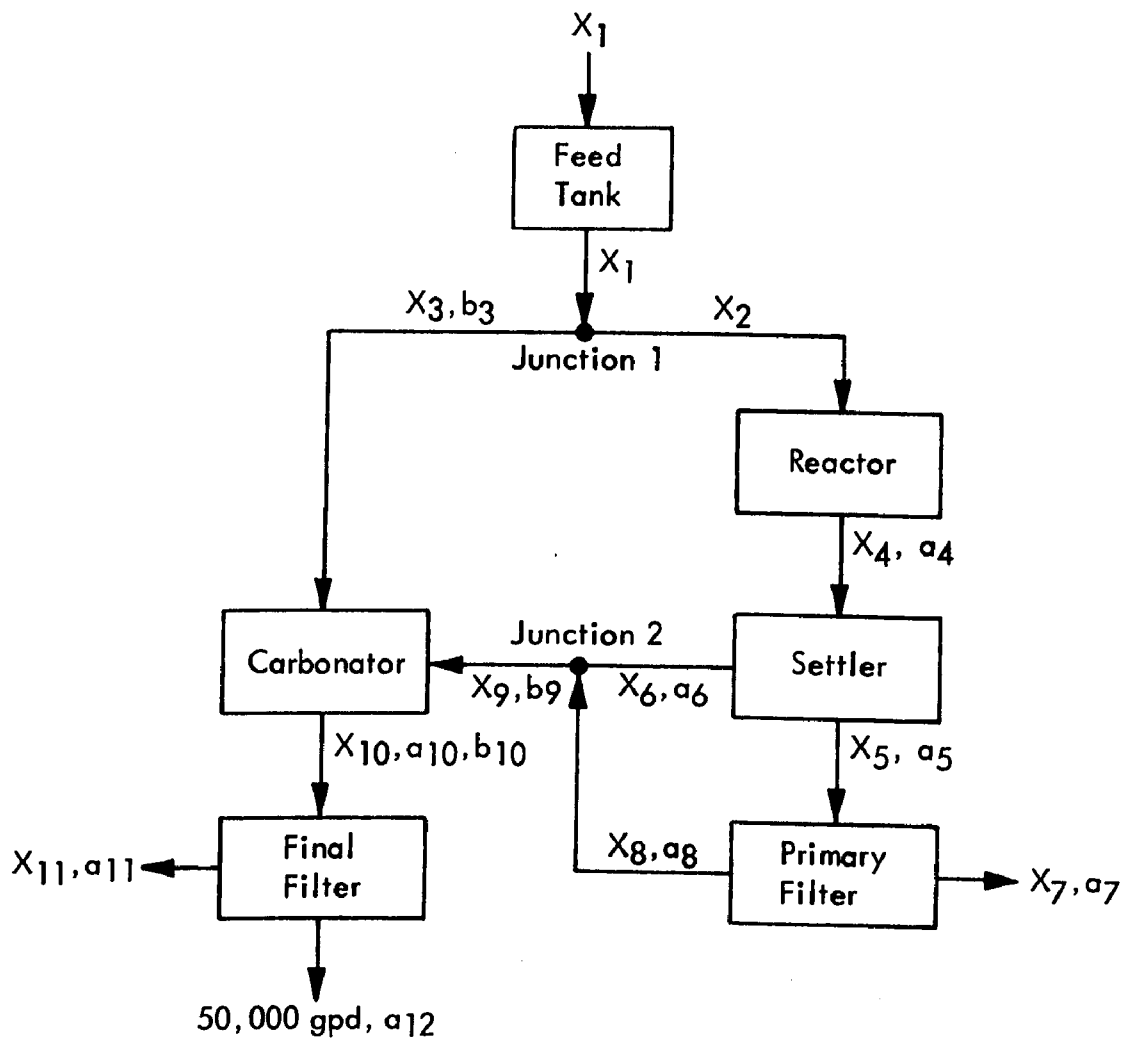 X1
Feed
Tank
X1
X3, b3
X2
Junction 1
Reactor
X4, a4
Junction 2
Carbonator
Settler
X9, b9
X6, a6
X10, a10, b10
X5, a5
Final
Filter
X8, a8
Primary
Filter
X11, a11
X7, a7
50,000 gpd, a12